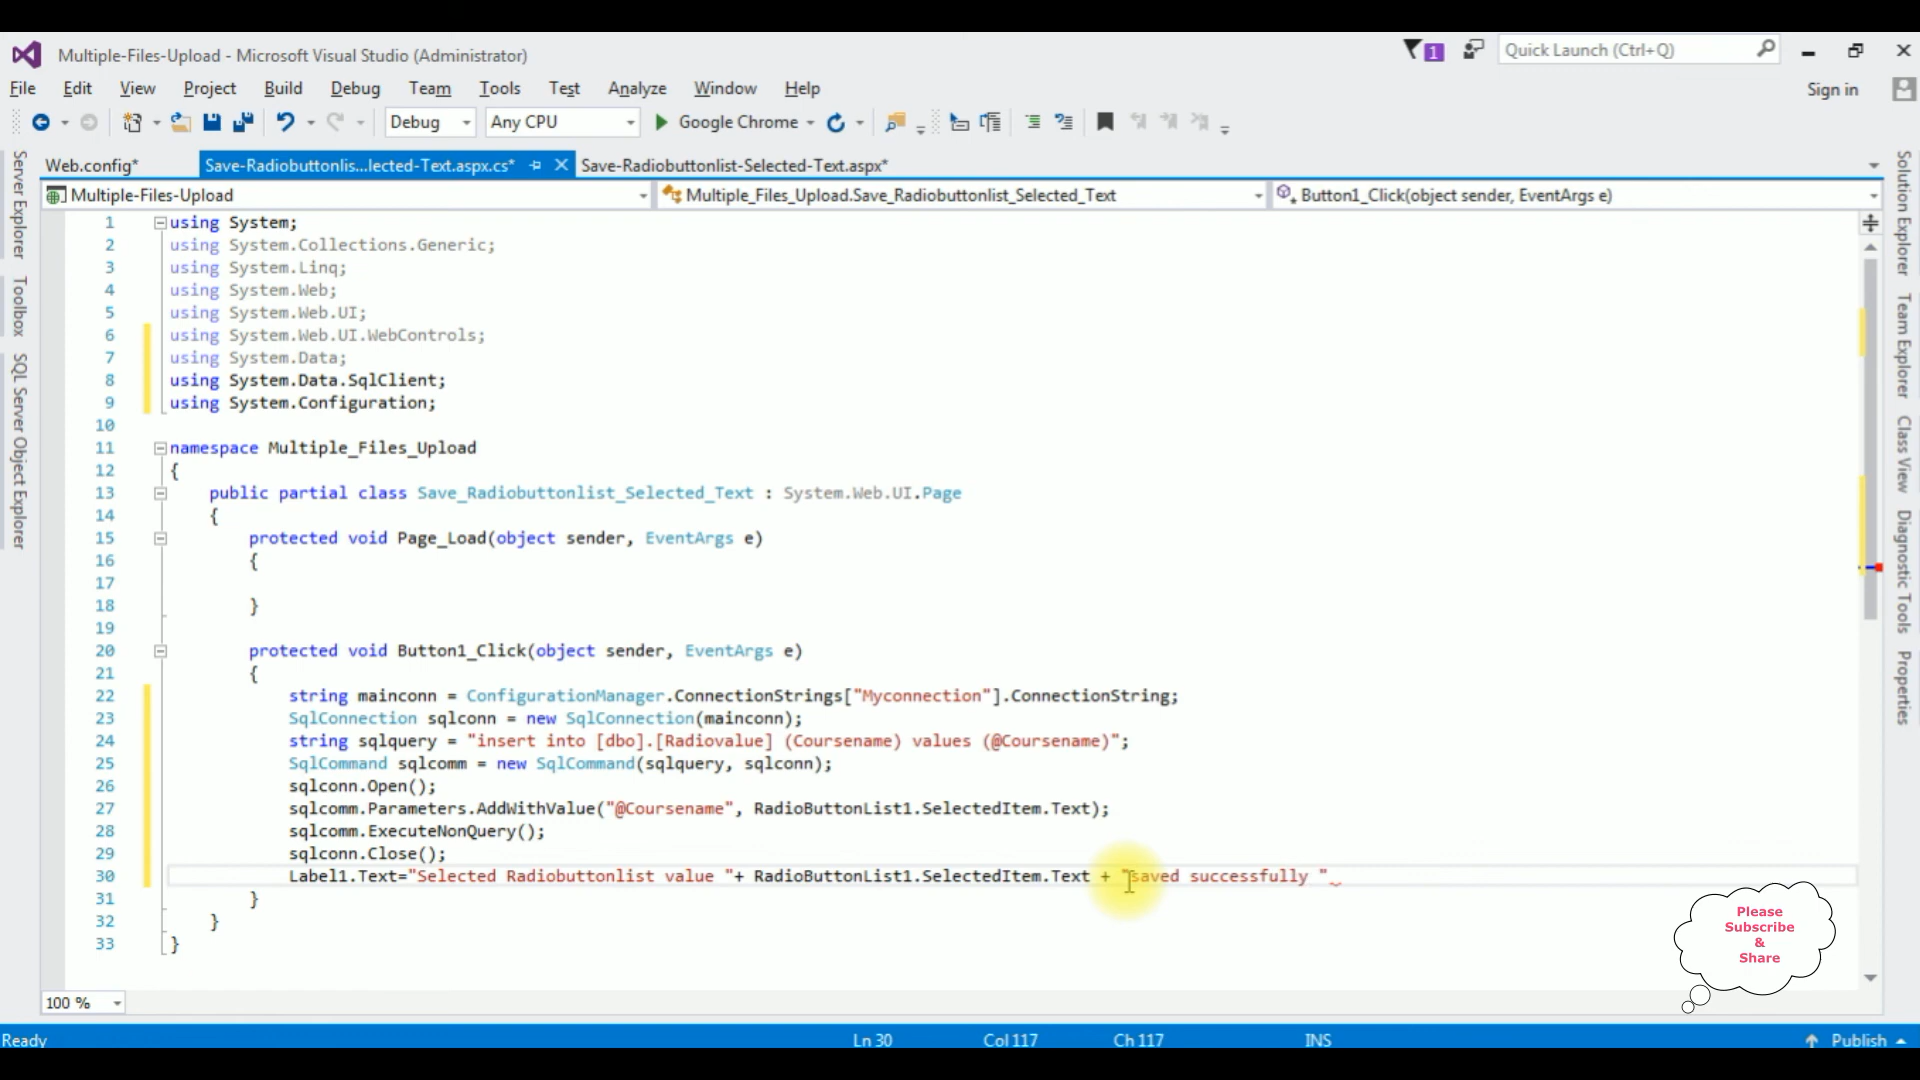 Multiple-Files-Upload - Microsoft Visual Studio (Administrator)
1
Quick Launch (Ctrl+Q)
File Edit View Project Build Debug Team Tools Test Analyze Window Help
Sign in
Debug Any CPU Google Chrome
Web.config* Save-Radiobuttonlis...lected-Text.aspx.cs* Save-Radiobuttonlist-Selected-Text.aspx*
Multiple-Files-Upload Multiple_Files_Upload.Save_Radiobuttonlist_Selected_Text Button1_Click(object sender, EventArgs e)
Server Explorer
Toolbox
SQL Server Object Explorer
1 using System;
2 using System.Collections.Generic;
3 using System.Linq;
4 using System.Web;
5 using System.Web.UI;
6 using System.Web.UI.WebControls;
7 using System.Data;
8 using System.Data.SqlClient;
9 using System.Configuration;
10
11 namespace Multiple_Files_Upload
12 {
13 public partial class Save_Radiobuttonlist_Selected_Text : System.Web.UI.Page
14 {
15 protected void Page_Load(object sender, EventArgs e)
16 {
17
18 }
19
20 protected void Button1_Click(object sender, EventArgs e)
21 {
22 string mainconn = ConfigurationManager.ConnectionStrings["Myconnection"].ConnectionString;
23 SqlConnection sqlconn = new SqlConnection(mainconn);
24 string sqlquery = "insert into [dbo].[Radiovalue] (Coursename) values (@Coursename)";
25 SqlCommand sqlcomm = new SqlCommand(sqlquery, sqlconn);
26 sqlconn.Open();
27 sqlcomm.Parameters.AddWithValue("@Coursename", RadioButtonList1.SelectedItem.Text);
28 sqlcomm.ExecuteNonQuery();
29 sqlconn.Close();
30 Label1.Text="Selected Radiobuttonlist value "+ RadioButtonList1.SelectedItem.Text + "saved successfully "
31 }
32 }
33 }
Solution Explorer
Team Explorer
Class View
Diagnostic Tools
Properties
Please
Subscribe
&
Share
100 %
Ready Ln 30 Col 117 Ch 117 INS Publish